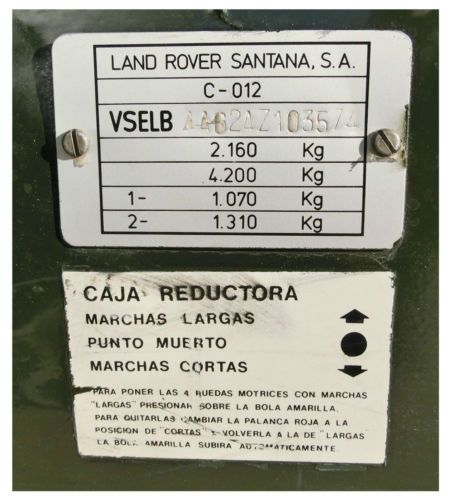 LAND ROVER SANTANA, S.A.
C-012
VSELB
2.160 Kg
4.200 Kg
1- 1.070 Kg
2- 1.310 Kg
CAJA REDUCTORA
MARCHAS LARGAS
PUNTO MUERTO
MARCHAS CORTAS
PARA PONER LAS 4 RUEDAS MOTRICES CON MARCHAS
"LARGAS" PRESIONAR SOBRE LA BOLA AMARILLA.
PARA QUITARLAS CAMBIAR LA PALANCA ROJA A LA
POSICION DE "CORTAS" Y VOLVERLA A LA DE "LARGAS
LA BOLA AMARILLA SUBIRA AUTOMATICAMENTE